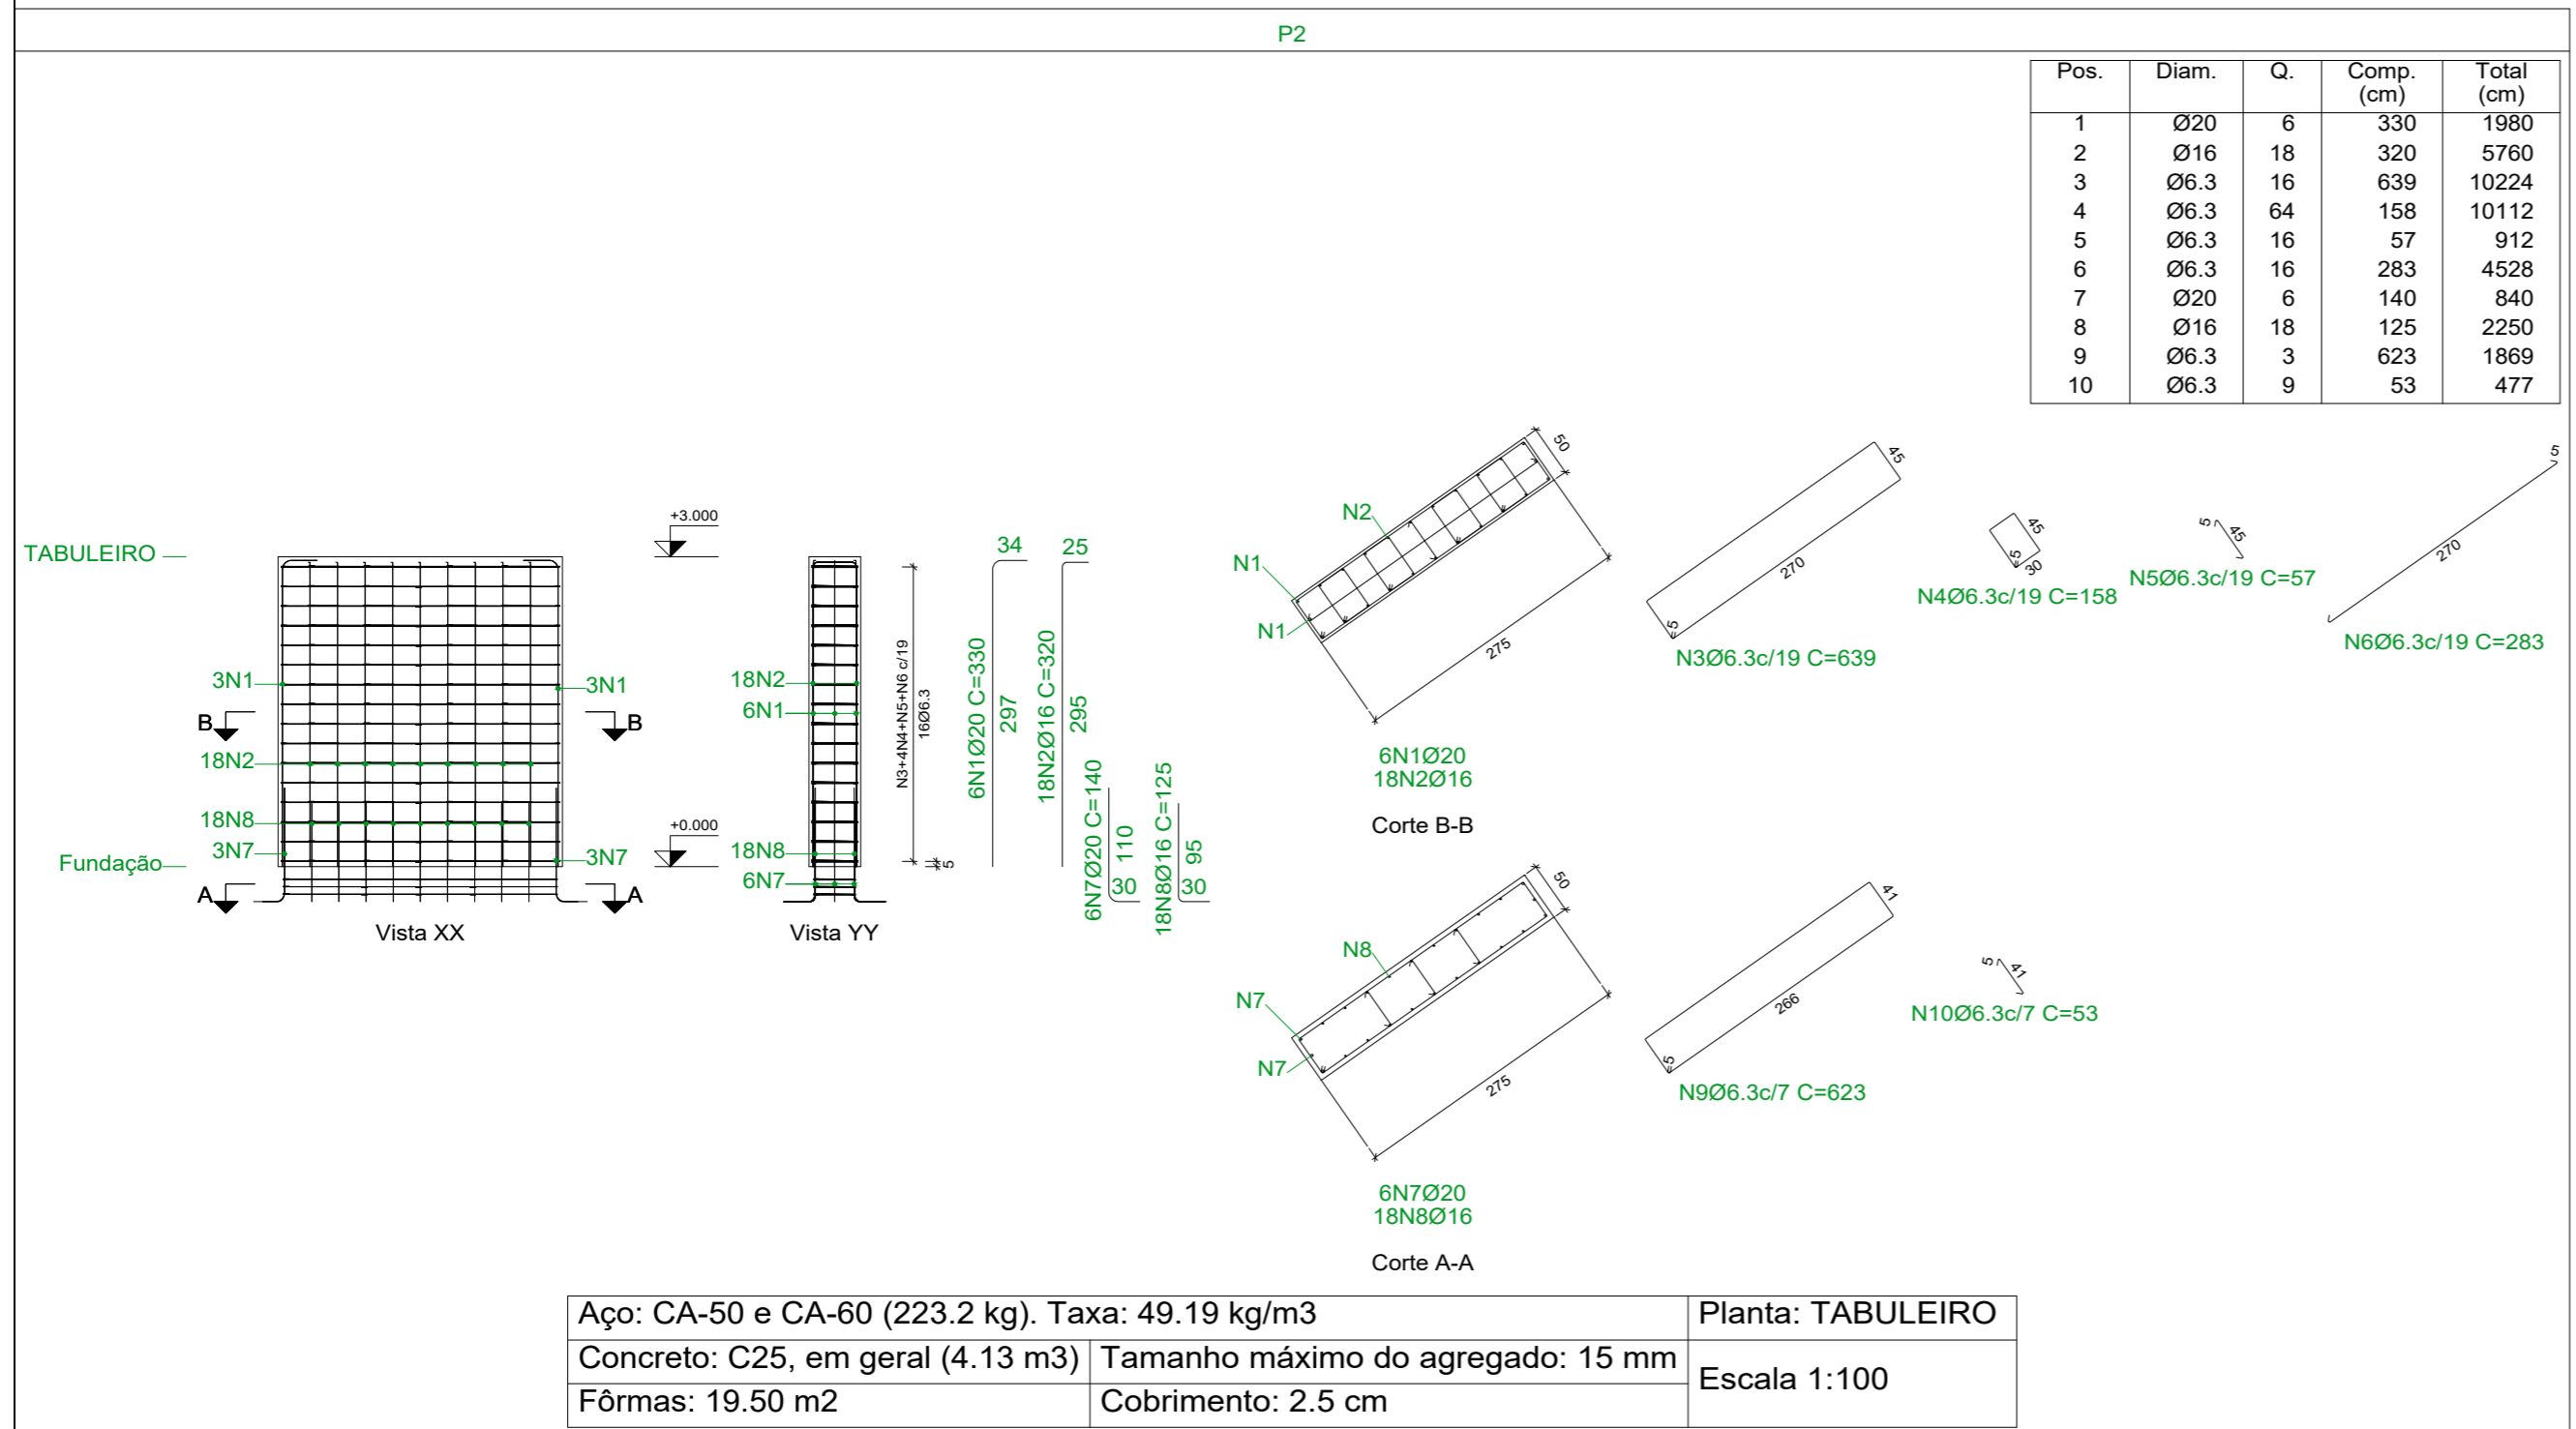 P2
Pos. Diam. Q. Comp. (cm) Total (cm)
1 Ø20 6 330 1980
2 Ø16 18 320 5760
3 Ø6.3 16 639 10224
4 Ø6.3 64 158 10112
5 Ø6.3 16 57 912
6 Ø6.3 16 283 4528
7 Ø20 6 140 840
8 Ø16 18 125 2250
9 Ø6.3 3 623 1869
10 Ø6.3 9 53 477
TABULEIRO
3N1
3N1
B
B
18N2
18N8
3N7
3N7
Fundação
A
A
Vista XX
+3.000
+0.000
18N2
6N1
18N8
6N7
Vista YY
N3+4N4+N5+N6 c/19
16Ø6.3
5
34
6N1Ø20 C=330
297
25
18N2Ø16 C=320
295
6N7Ø20 C=140
110
30
18N8Ø16 C=125
95
30
50
N2
N1
N1
275
6N1Ø20
18N2Ø16
Corte B-B
45
270
5
N3Ø6.3c/19 C=639
45
5
30
N4Ø6.3c/19 C=158
5
45
N5Ø6.3c/19 C=57
5
270
N6Ø6.3c/19 C=283
50
N8
N7
N7
275
6N7Ø20
18N8Ø16
Corte A-A
41
266
5
N9Ø6.3c/7 C=623
5
41
N10Ø6.3c/7 C=53
Aço: CA-50 e CA-60 (223.2 kg). Taxa: 49.19 kg/m3
Planta: TABULEIRO
Concreto: C25, em geral (4.13 m3)
Tamanho máximo do agregado: 15 mm
Escala 1:100
Fôrmas: 19.50 m2
Cobrimento: 2.5 cm